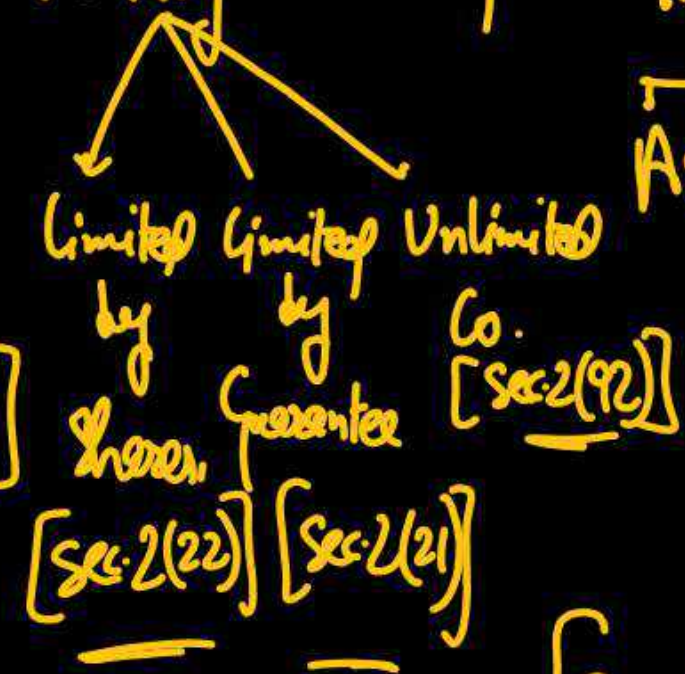 Limited Limited Unlimited
by by Co.
Shares. Guarantee [Sec.2(92)]
[Sec.2(22)] [Sec.2(21)]